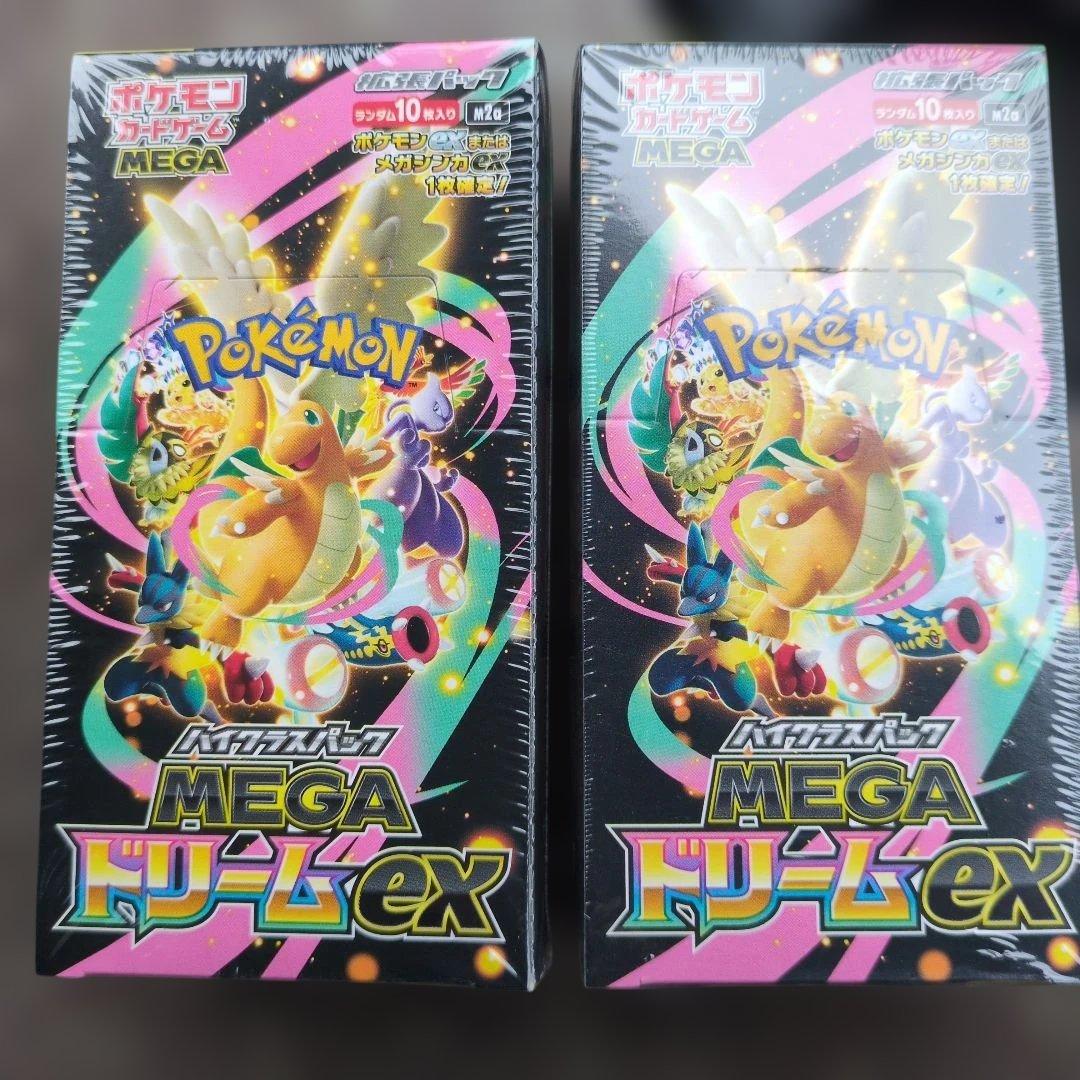 ポケモン
カードゲーム
MEGA
拡張パック
ランダム10枚入り M2a
ポケモンexまたは
メガシンカex
1枚確定!
POKéMON
TM
ハイクラスパック
MEGA
ドリームex
ポケモン
カードゲーム
MEGA
拡張パック
ランダム10枚入り M2a
ポケモンexまたは
メガシンカex
1枚確定!
POKéMON
ハイクラスパック
MEGA
ドリームex